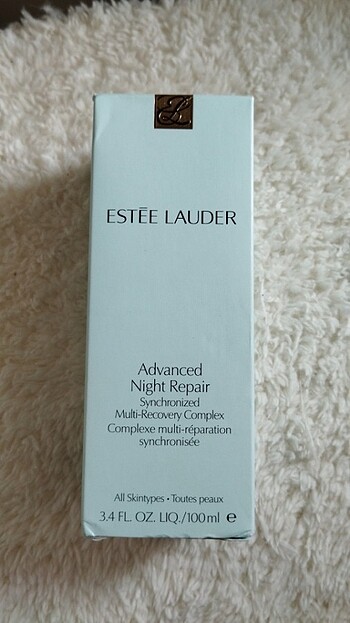 ESTĒE LAUDER
Advanced
Night Repair
Synchronized
Multi-Recovery Complex
Complexe multi-réparation
synchronisée
All Skintypes • Toutes peaux
3.4 FL. OZ. LIQ./100 ml ℮